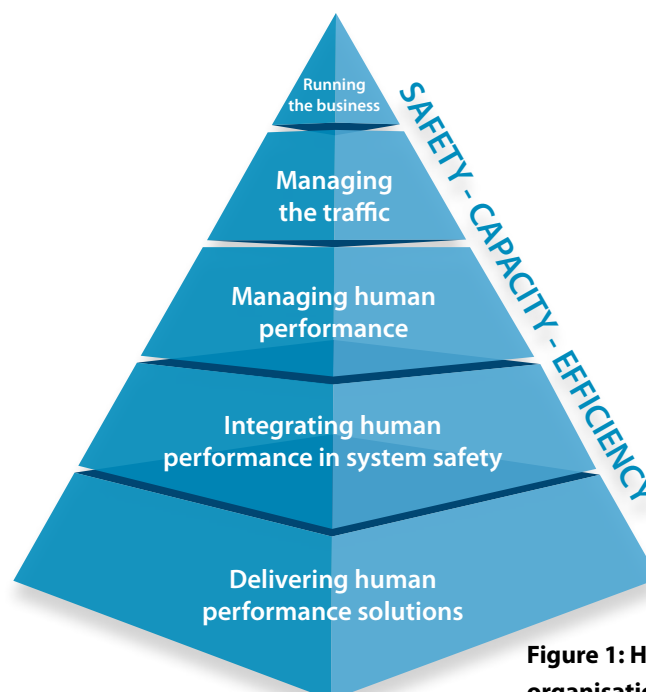 Running
the business
Managing
the traffic
Managing human
performance
Integrating human
performance in system safety
Delivering human
performance solutions
SAFETY - CAPACITY - EFFICIENCY
Figure 1: H
organisatio